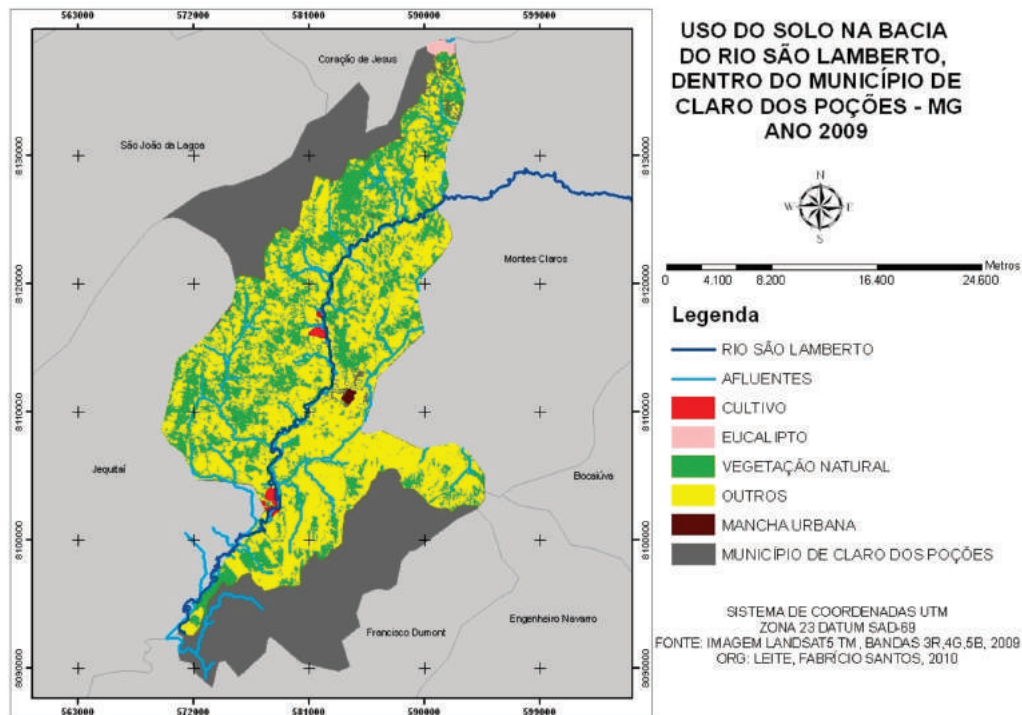 563000 572000 581000 590000 599000
USO DO SOLO NA BACIA
DO RIO SÃO LAMBERTO,
DENTRO DO MUNICÍPIO DE
CLARO DOS POÇÕES - MG
ANO 2009
Coração de Jesus
São João da Lagoa
Montes Claros
Jequitaí
Bocaiúva
Engenheiro Navarro
Francisco Dumont
8130000
8120000
8110000
8100000
8090000
8130000
8120000
8110000
8100000
8090000
563000 572000 581000 590000 599000
N
W E
S
Metros
0 4.100 8.200 16.400 24.600
Legenda
RIO SÃO LAMBERTO
AFLUENTES
CULTIVO
EUCALIPTO
VEGETAÇÃO NATURAL
OUTROS
MANCHA URBANA
MUNICÍPIO DE CLARO DOS POÇÕES
SISTEMA DE COORDENADAS UTM
ZONA 23 DATUM SAD-69
FONTE: IMAGEM LANDSAT5 TM, BANDAS 3R,4G,5B, 2009
ORG: LEITE, FABRÍCIO SANTOS, 2010